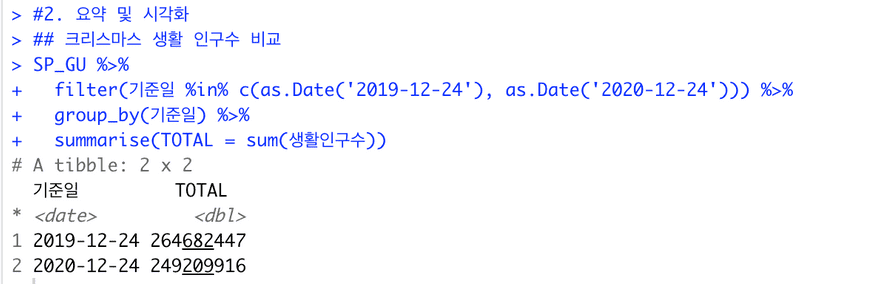 > #2. 요약 및 시각화
> ## 크리스마스 생활 인구수 비교
> SP_GU %>%
+   filter(기준일 %in% c(as.Date('2019-12-24'), as.Date('2020-12-24'))) %>%
+   group_by(기준일) %>%
+   summarise(TOTAL = sum(생활인구수))
# A tibble: 2 x 2
  기준일         TOTAL
* <date>         <dbl>
1 2019-12-24 264682447
2 2020-12-24 249209916